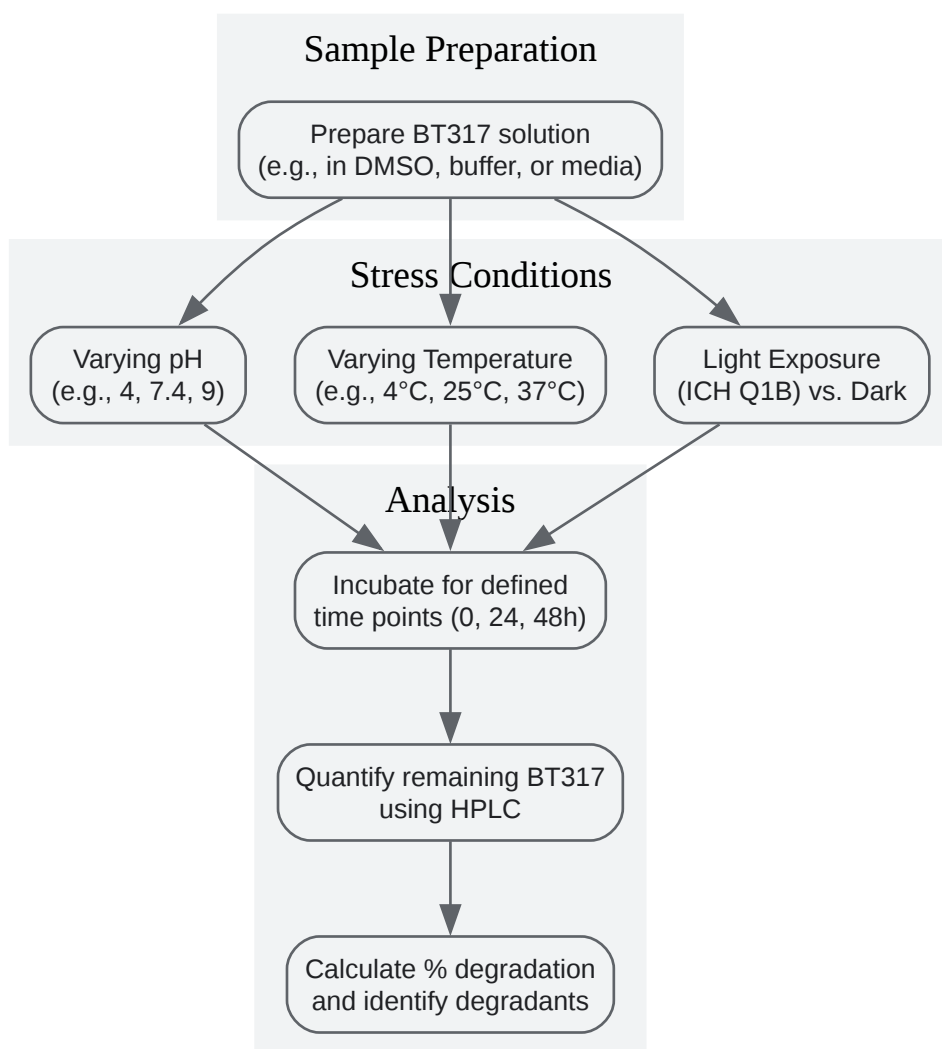 Sample Preparation
Prepare BT317 solution
(e.g., in DMSO, buffer, or media)
Stress Conditions
Varying pH
(e.g., 4, 7.4, 9)
Varying Temperature
(e.g., 4°C, 25°C, 37°C)
Light Exposure
(ICH Q1B) vs. Dark
Analysis
Incubate for defined
time points (0, 24, 48h)
Quantify remaining BT317
using HPLC
Calculate % degradation
and identify degradants